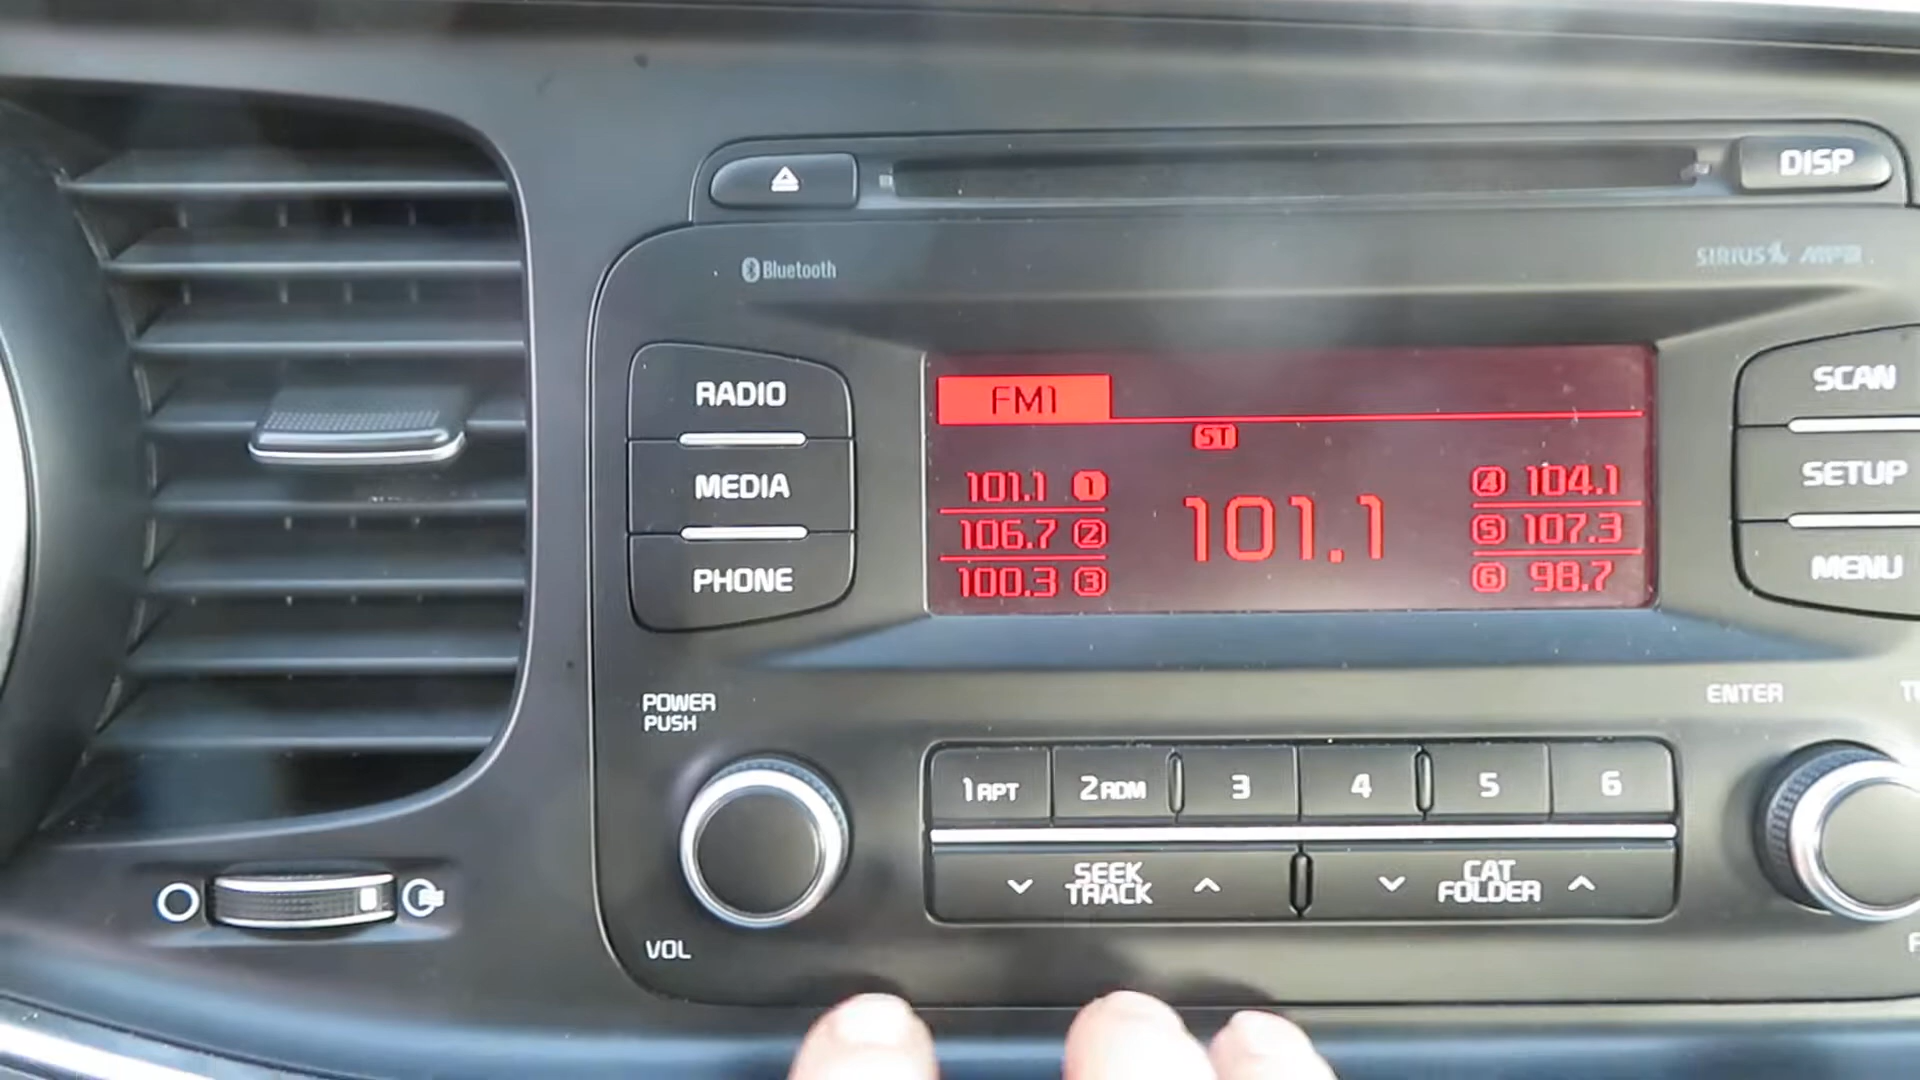 DISP
Bluetooth
SIRIUS MP3
RADIO
MEDIA
PHONE
FM1
ST
101.1 1
106.7 2
100.3 3
101.1
4 104.1
5 107.3
6 98.7
SCAN
SETUP
MENU
POWER
PUSH
VOL
1 RPT
2 RDM
3
4
5
6
SEEK
TRACK
CAT
FOLDER
ENTER